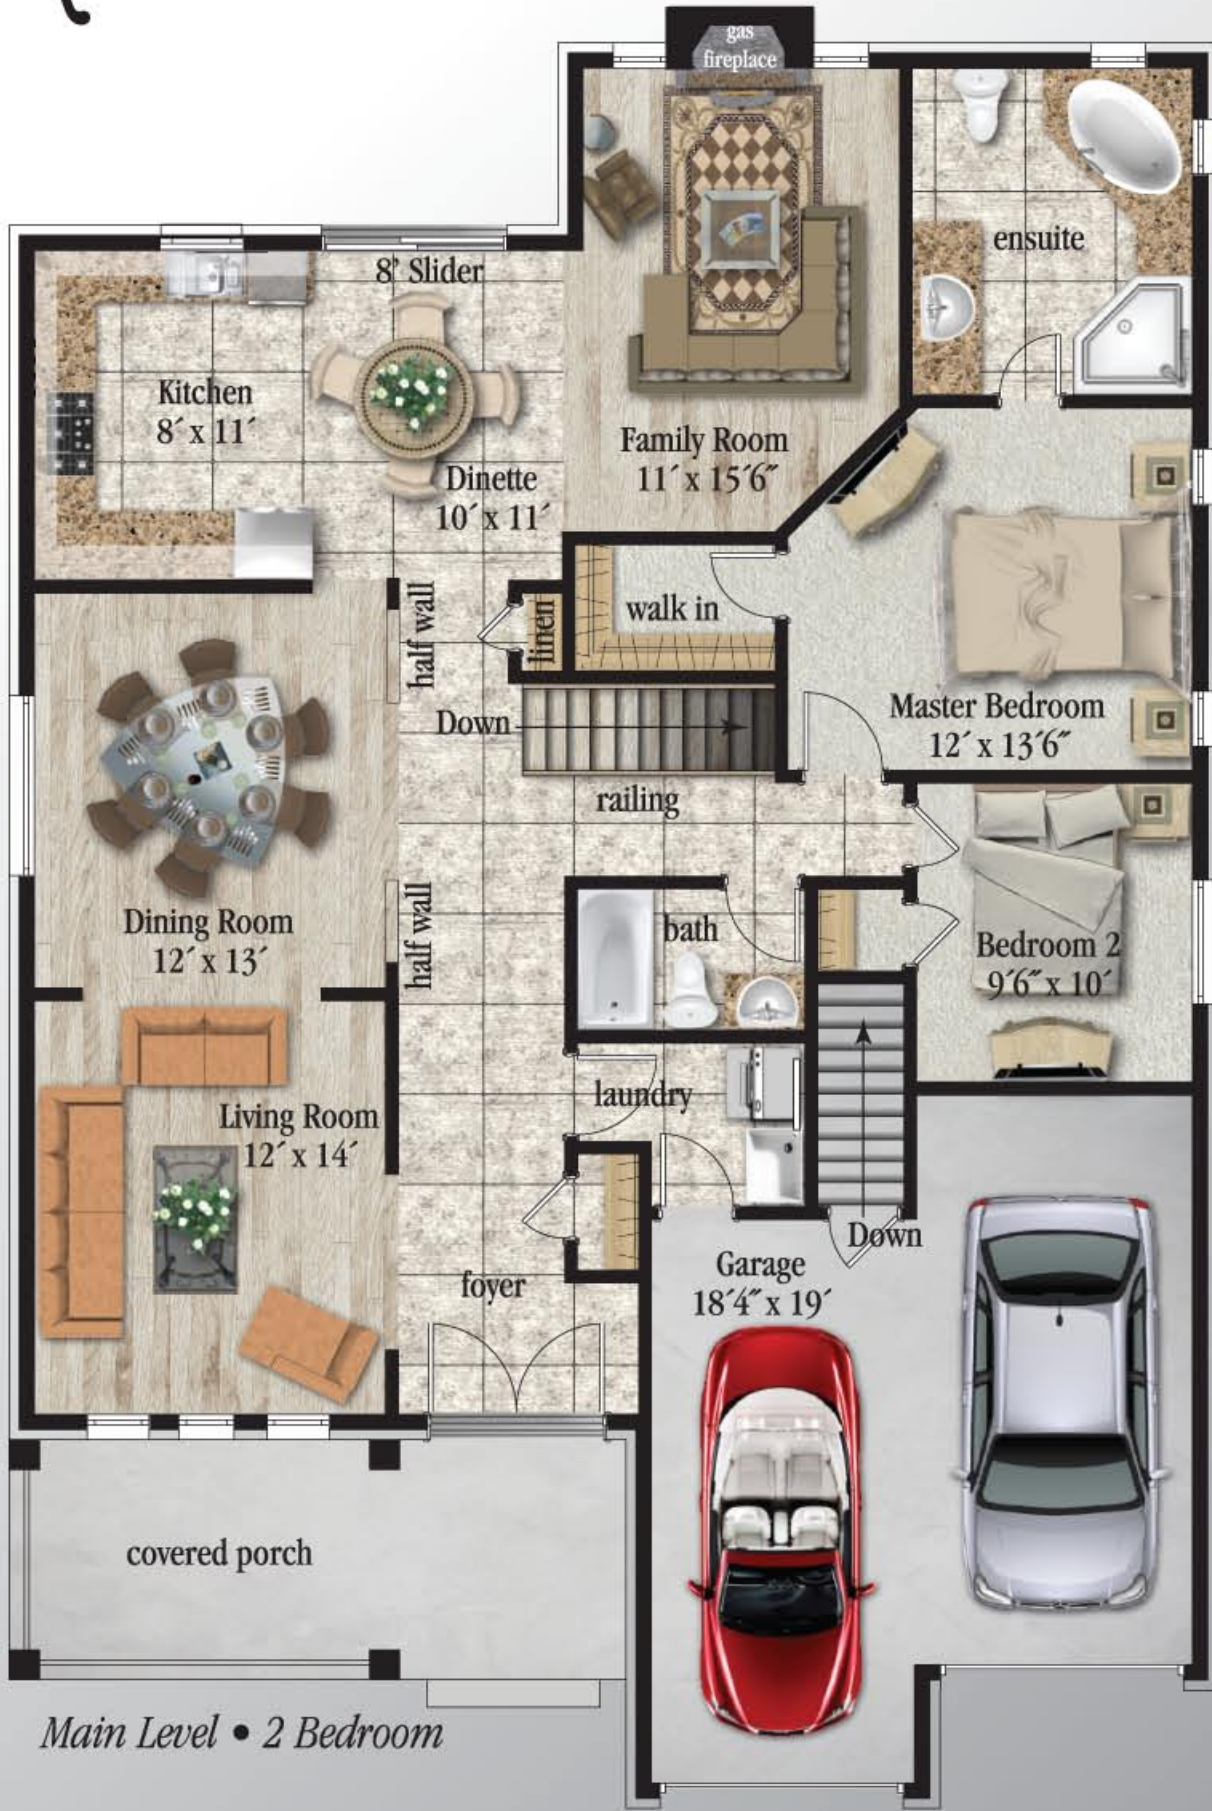 gas
fireplace
8' Slider
ensuite
Kitchen
8´ x 11´
Family Room
11´ x 15´6˝
Dinette
10´ x 11´
half wall
linen
walk in
Down
Master Bedroom
12´ x 13´6˝
railing
Dining Room
12´ x 13´
half wall
bath
Bedroom 2
9´6˝ x 10´
laundry
Living Room
12´ x 14´
Down
Garage
18´4˝ x 19´
foyer
covered porch
Main Level • 2 Bedroom